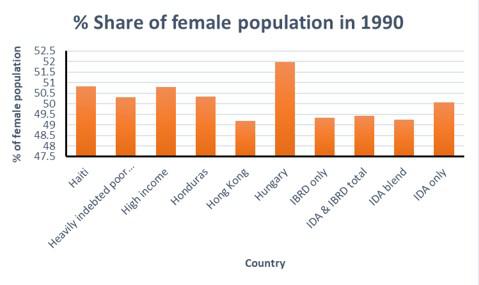 % Share of female population in 1990
% of female population
52.5
52
51.5
51
50.5
50
49.5
49
48.5
48
47.5
Haiti
Heavily indebted poor...
High income
Honduras
Hong Kong
Hungary
IBRD only
IDA & IBRD total
IDA blend
IDA only
Country